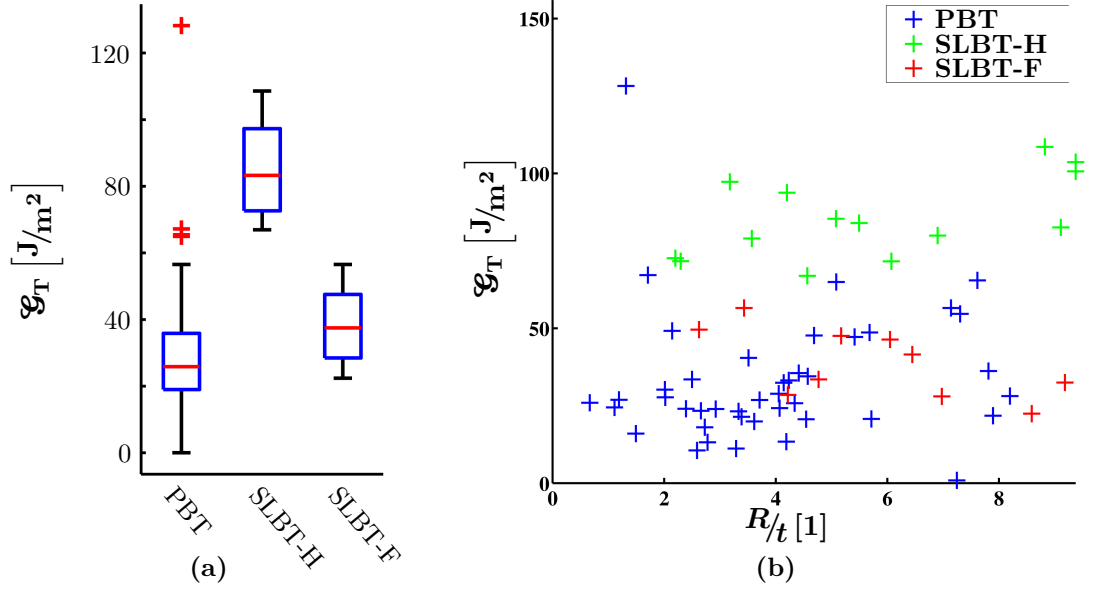 120
80
40
0
𝒢T [J/m²]
PBT
SLBT-H
SLBT-F
(a)
150
100
50
0
𝒢T [J/m²]
0 2 4 6 8
R/t [1]
PBT
SLBT-H
SLBT-F
(b)